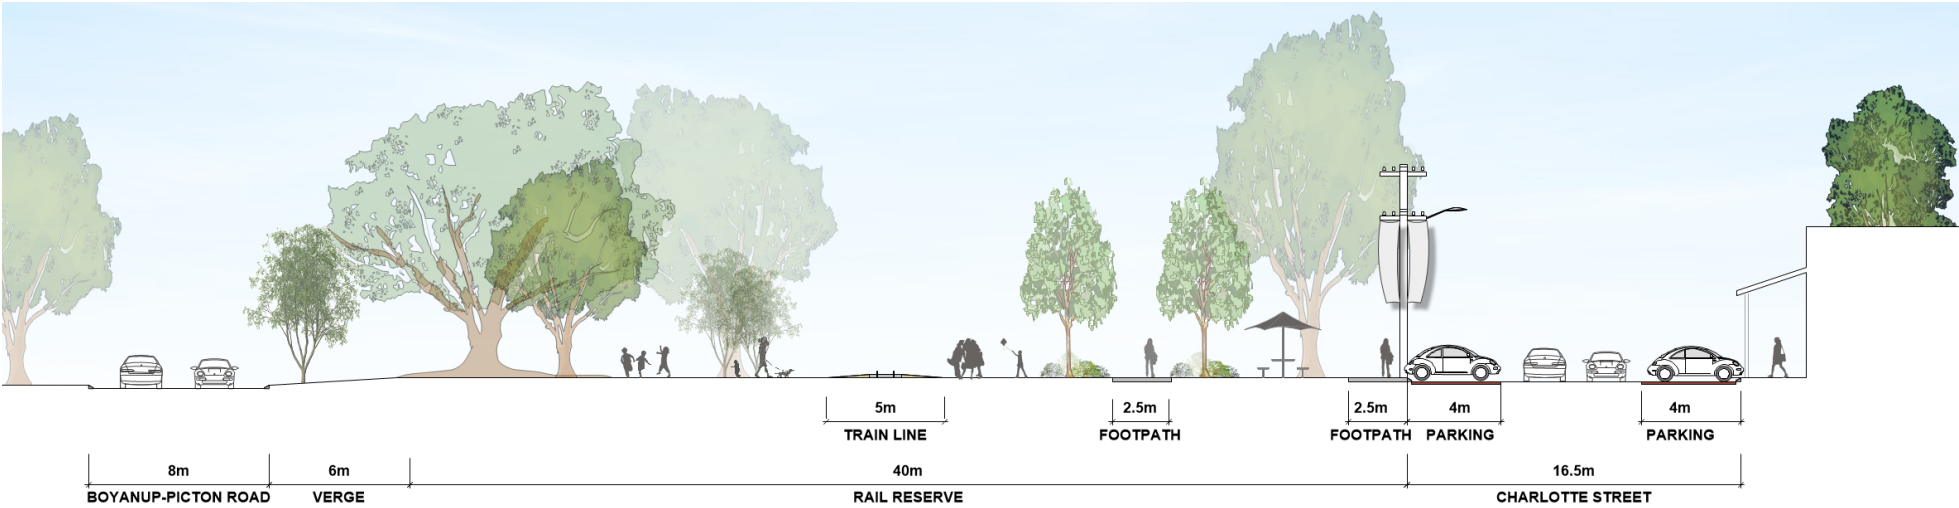 5m
2.5m
2.5m
4m
4m
TRAIN LINE
FOOTPATH
FOOTPATH
PARKING
PARKING
8m
6m
40m
16.5m
BOYANUP-PICTON ROAD
VERGE
RAIL RESERVE
CHARLOTTE STREET